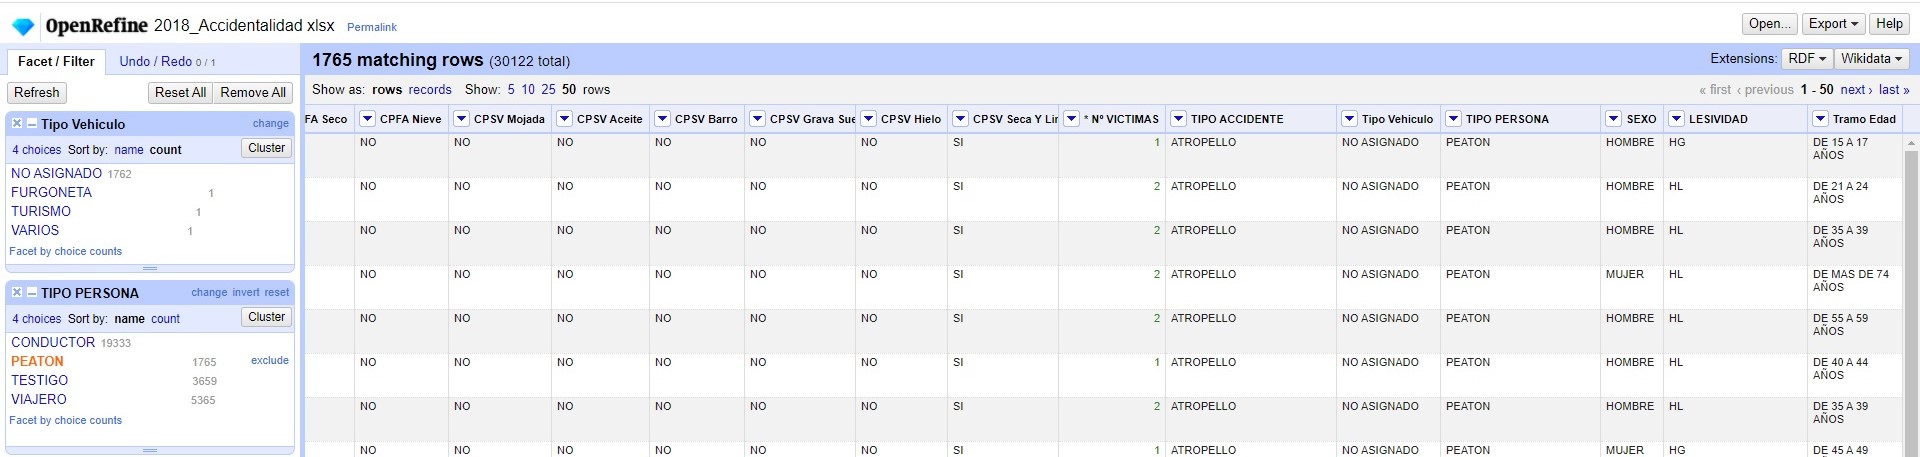 OpenRefine 2018_Accidentalidad xlsx Permalink Open... Export Help
Facet / Filter Undo / Redo 0 / 1 1765 matching rows (30122 total) Extensions: RDF Wikidata
Refresh Reset All Remove All Show as: rows records Show: 5 10 25 50 rows « first ‹ previous 1 - 50 next › last »
Tipo Vehiculo change
4 choices Sort by: name count Cluster
NO ASIGNADO 1762
FURGONETA 1
TURISMO 1
VARIOS 1
Facet by choice counts
TIPO PERSONA change invert reset
4 choices Sort by: name count Cluster
CONDUCTOR 19333
PEATON 1765 exclude
TESTIGO 3659
VIAJERO 5365
Facet by choice counts
FA Seco CPFA Nieve CPSV Mojada CPSV Aceite CPSV Barro CPSV Grava Sue CPSV Hielo CPSV Seca Y Lim * Nº VICTIMAS TIPO ACCIDENTE Tipo Vehiculo TIPO PERSONA SEXO LESIVIDAD Tramo Edad
NO NO NO NO NO NO SI 1 ATROPELLO NO ASIGNADO PEATON HOMBRE HG DE 15 A 17
AÑOS
NO NO NO NO NO NO SI 2 ATROPELLO NO ASIGNADO PEATON HOMBRE HL DE 21 A 24
AÑOS
NO NO NO NO NO NO SI 2 ATROPELLO NO ASIGNADO PEATON HOMBRE HL DE 35 A 39
AÑOS
NO NO NO NO NO NO SI 2 ATROPELLO NO ASIGNADO PEATON MUJER HL DE MAS DE 74
AÑOS
NO NO NO NO NO NO SI 2 ATROPELLO NO ASIGNADO PEATON HOMBRE HL DE 55 A 59
AÑOS
NO NO NO NO NO NO SI 1 ATROPELLO NO ASIGNADO PEATON HOMBRE HL DE 40 A 44
AÑOS
NO NO NO NO NO NO SI 2 ATROPELLO NO ASIGNADO PEATON HOMBRE HL DE 35 A 39
AÑOS
NO NO NO NO NO NO SI 1 ATROPELLO NO ASIGNADO PEATON MUJER HG DE 45 A 49